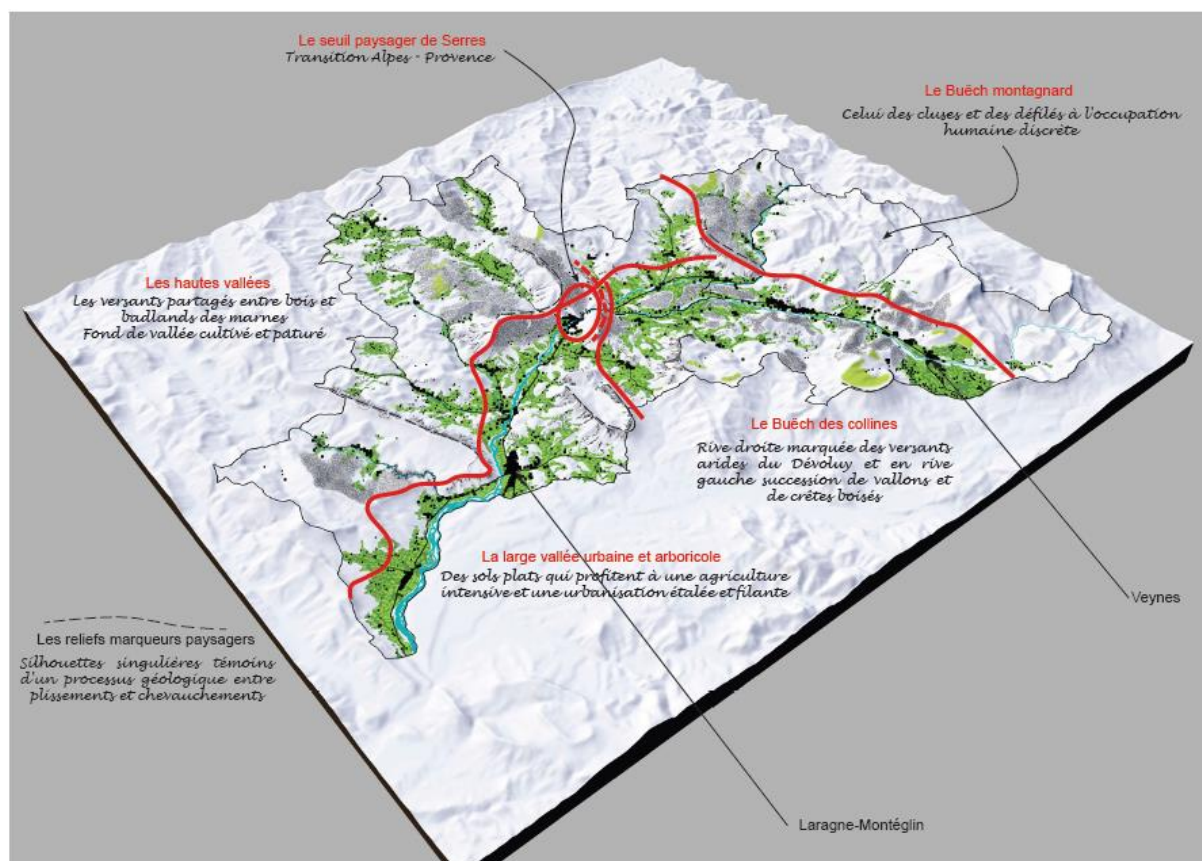 Le seuil paysager de Serres
Transition Alpes - Provence
Le Buëch montagnard
Celui des cluses et des défilés à l'occupation
humaine discrète
Les hautes vallées
Les versants partagés entre bois et
badlands des marnes
Fond de vallée cultivé et pâturé
Le Buëch des collines
Rive droite marquée des versants
arides du Dévoluy et en rive
gauche succession de vallons et
de crêtes boisés
La large vallée urbaine et arboricole
Des sols plats qui profitent à une agriculture
intensive et une urbanisation étalée et filante
Veynes
Les reliefs marqueurs paysagers
Silhouettes singulières témoins
d'un processus géologique entre
plissements et chevauchements
Laragne-Montéglin